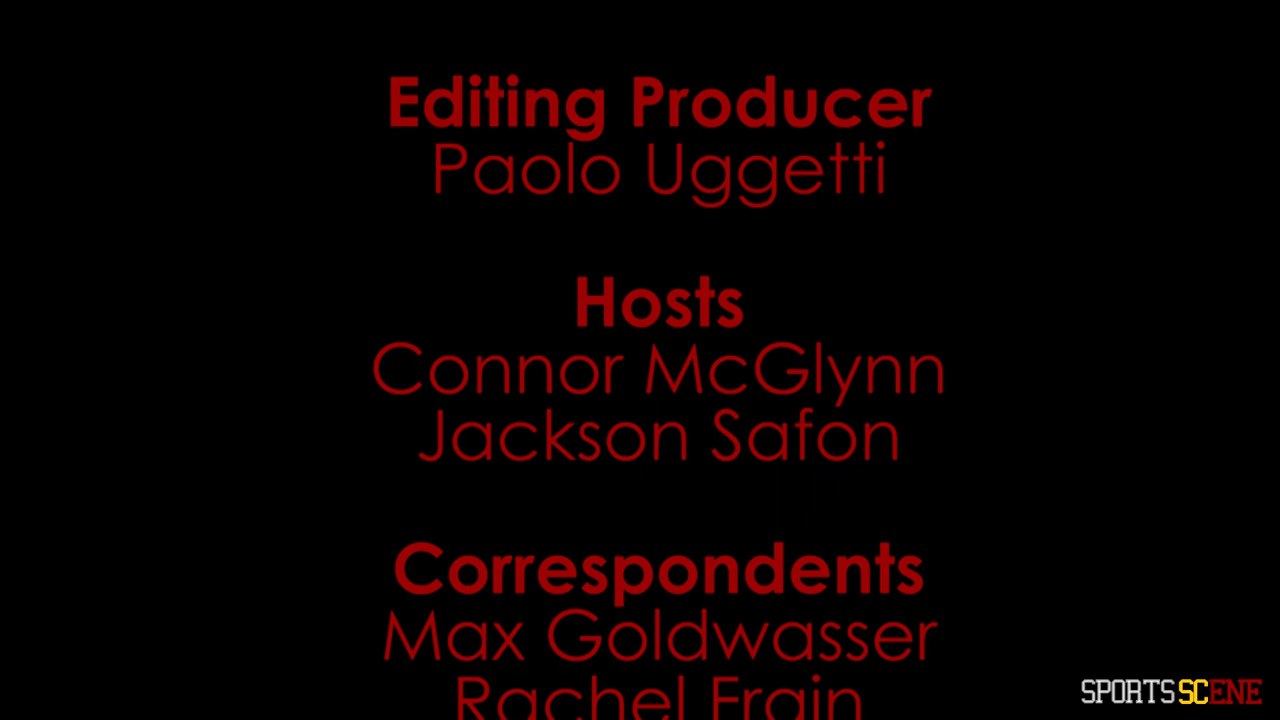 Editing Producer
Paolo Uggetti
Hosts
Connor McGlynn
Jackson Safon
Correspondents
Max Goldwasser
Rachel Frain
SPORTSSCENE